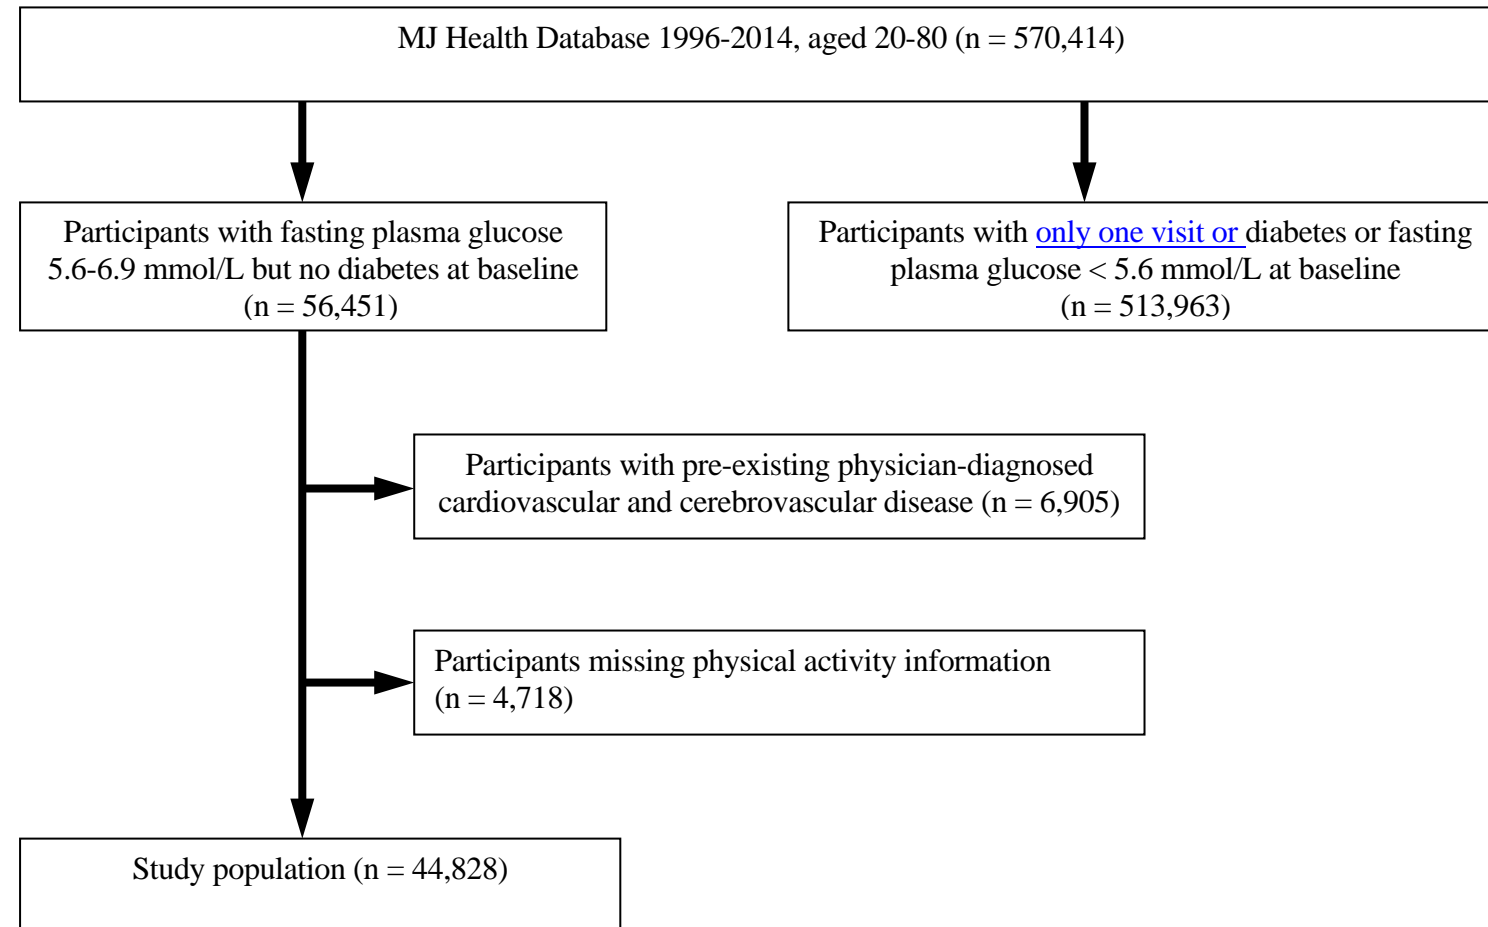 MJ Health Database 1996-2014, aged 20-80 (n = 570,414)
Participants with fasting plasma glucose
5.6-6.9 mmol/L but no diabetes at baseline
(n = 56,451)
Participants with only one visit or diabetes or fasting
plasma glucose < 5.6 mmol/L at baseline
(n = 513,963)
Participants with pre-existing physician-diagnosed
cardiovascular and cerebrovascular disease (n = 6,905)
Participants missing physical activity information
(n = 4,718)
Study population (n = 44,828)